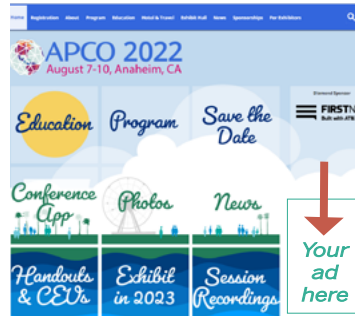 Home Registration About Program Education Hotel & Travel Exhibit Hall News Sponsorships For Exhibitors
APCO 2022
August 7-10, Anaheim, CA
Diamond Sponsor
FIRSTN
Built with AT&
Education
Program
Save the
Date
Conference
App
Photos
News
Your
ad
here
Handouts
& CEUs
Exhibit
in 2023
Session
Recordings